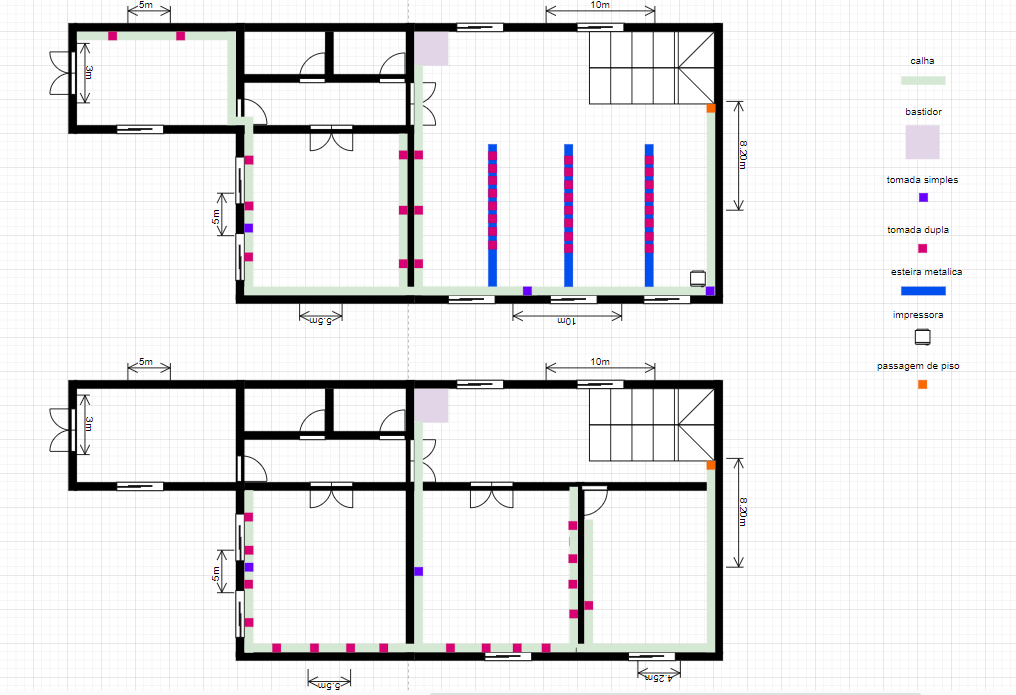 5m
10m
3m
calha
bastidor
8.20m
tomada simples
5m
tomada dupla
esteira metalica
impressora
5.5m
10m
passagem de piso
5m
10m
3m
8.20m
5m
5.5m
4.25m